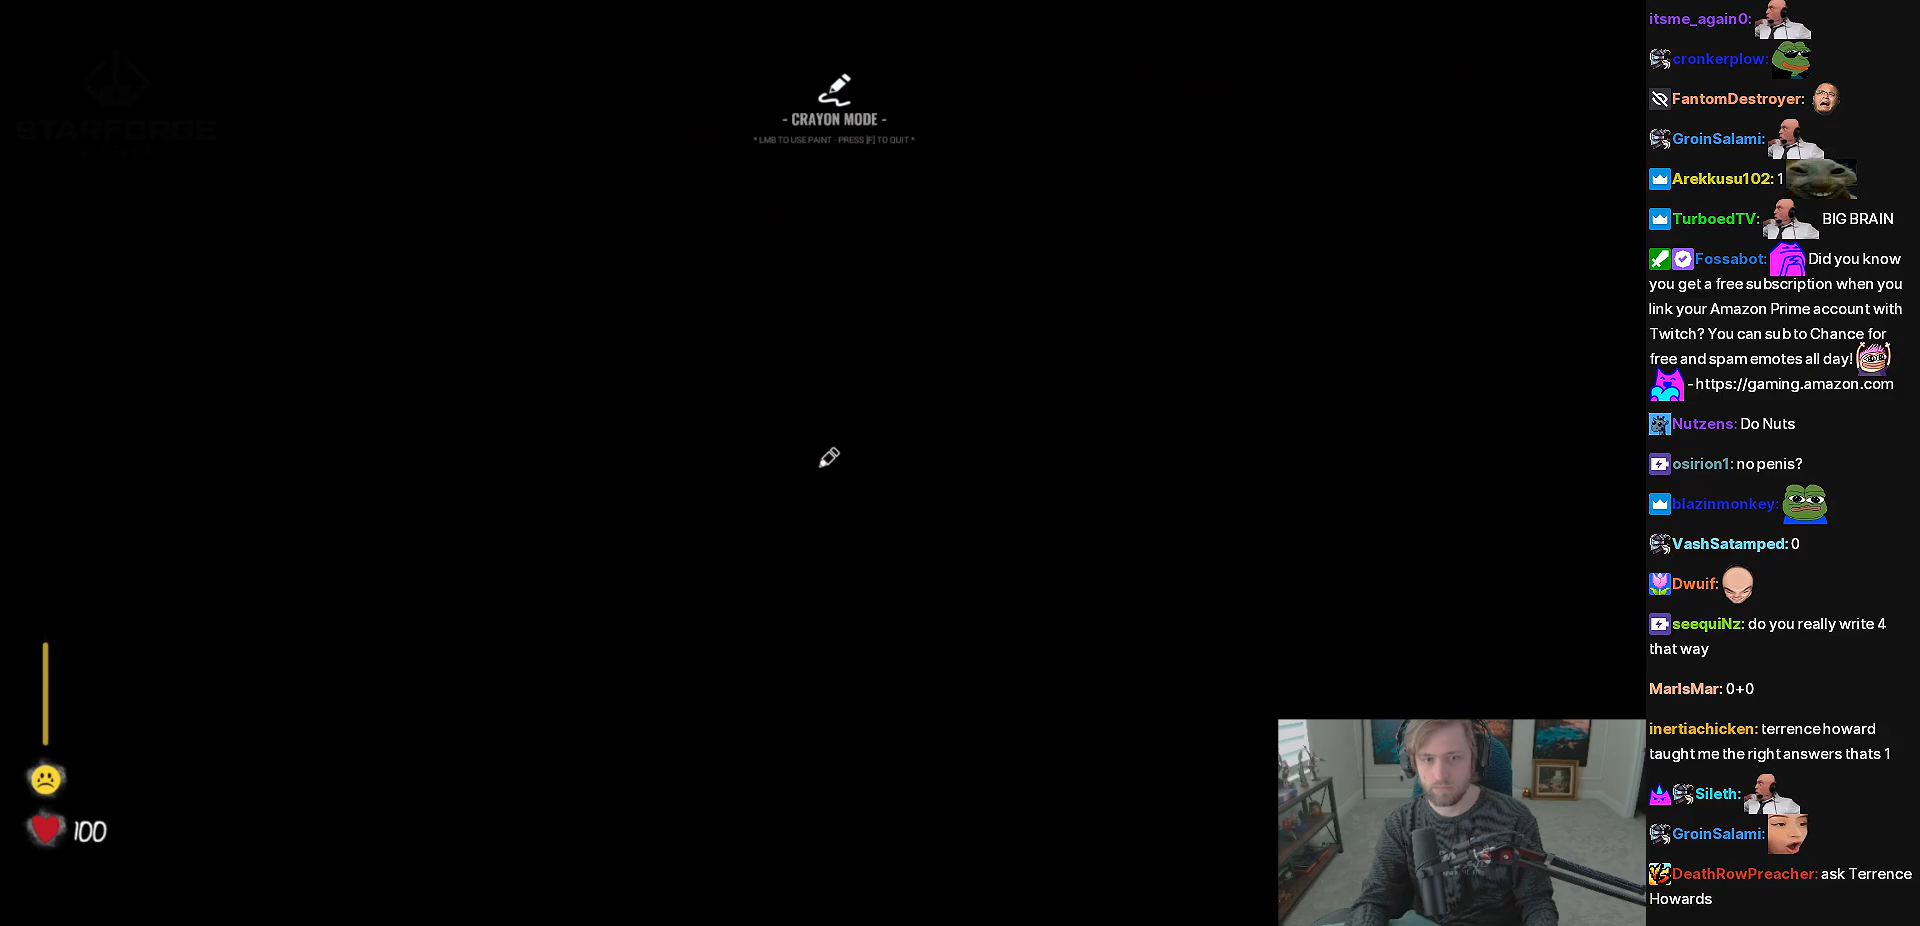 STARFORGE
- CRAYON MODE -
* LMB TO USE PAINT - PRESS [F] TO QUIT *
100
itsme_again0:
cronkerplow:
FantomDestroyer:
GroinSalami:
Arekkusu102: 1
TurboedTV: BIG BRAIN
Fossabot: Did you know
you get a free subscription when you
link your Amazon Prime account with
Twitch? You can sub to Chance for
free and spam emotes all day!
- https://gaming.amazon.com
Nutzens: Do Nuts
osirion1: no penis?
blazinmonkey:
VashSatamped: 0
Dwuif:
seequiNz: do you really write 4
that way
MarlsMar: 0+0
inertiachicken: terrence howard
taught me the right answers thats 1
Sileth:
GroinSalami:
DeathRowPreacher: ask Terrence
Howards